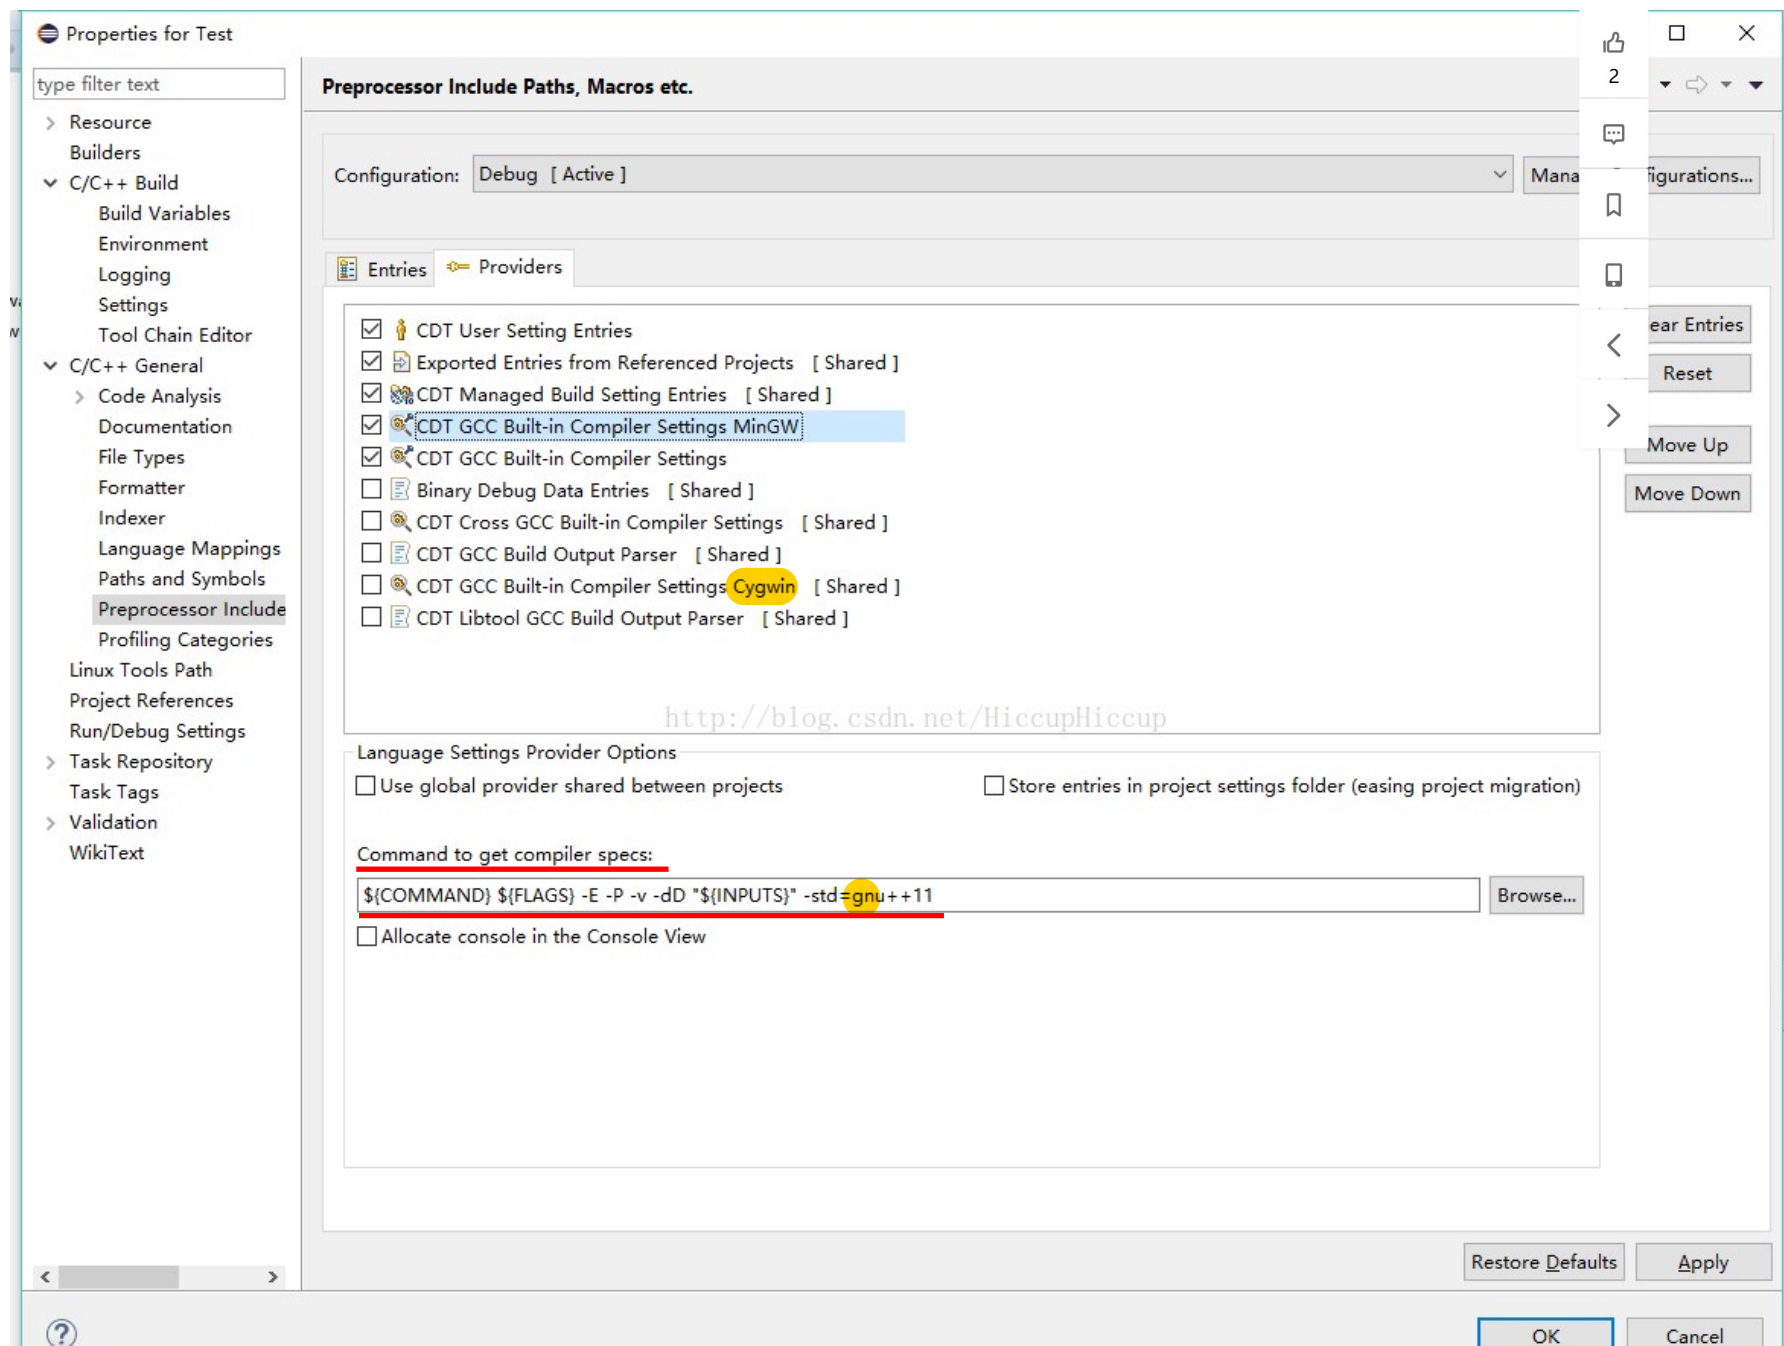 Properties for Test
2
type filter text
Preprocessor Include Paths, Macros etc.
Resource
Builders
C/C++ Build
Build Variables
Environment
Logging
Settings
Tool Chain Editor
C/C++ General
Code Analysis
Documentation
File Types
Formatter
Indexer
Language Mappings
Paths and Symbols
Preprocessor Include
Profiling Categories
Linux Tools Path
Project References
Run/Debug Settings
Task Repository
Task Tags
Validation
WikiText
Configuration: Debug [ Active ]
Entries Providers
CDT User Setting Entries
Exported Entries from Referenced Projects [ Shared ]
CDT Managed Build Setting Entries [ Shared ]
CDT GCC Built-in Compiler Settings MinGW
CDT GCC Built-in Compiler Settings
Binary Debug Data Entries [ Shared ]
CDT Cross GCC Built-in Compiler Settings [ Shared ]
CDT GCC Build Output Parser [ Shared ]
CDT GCC Built-in Compiler Settings Cygwin [ Shared ]
CDT Libtool GCC Build Output Parser [ Shared ]
Entries
Reset
Move Up
Move Down
http://blog.csdn.net/HiccupHiccup
Language Settings Provider Options
Use global provider shared between projects Store entries in project settings folder (easing project migration)
Command to get compiler specs:
${COMMAND} ${FLAGS} -E -P -v -dD "${INPUTS}" -std=gnu++11 Browse...
Allocate console in the Console View
Restore Defaults Apply
OK Cancel